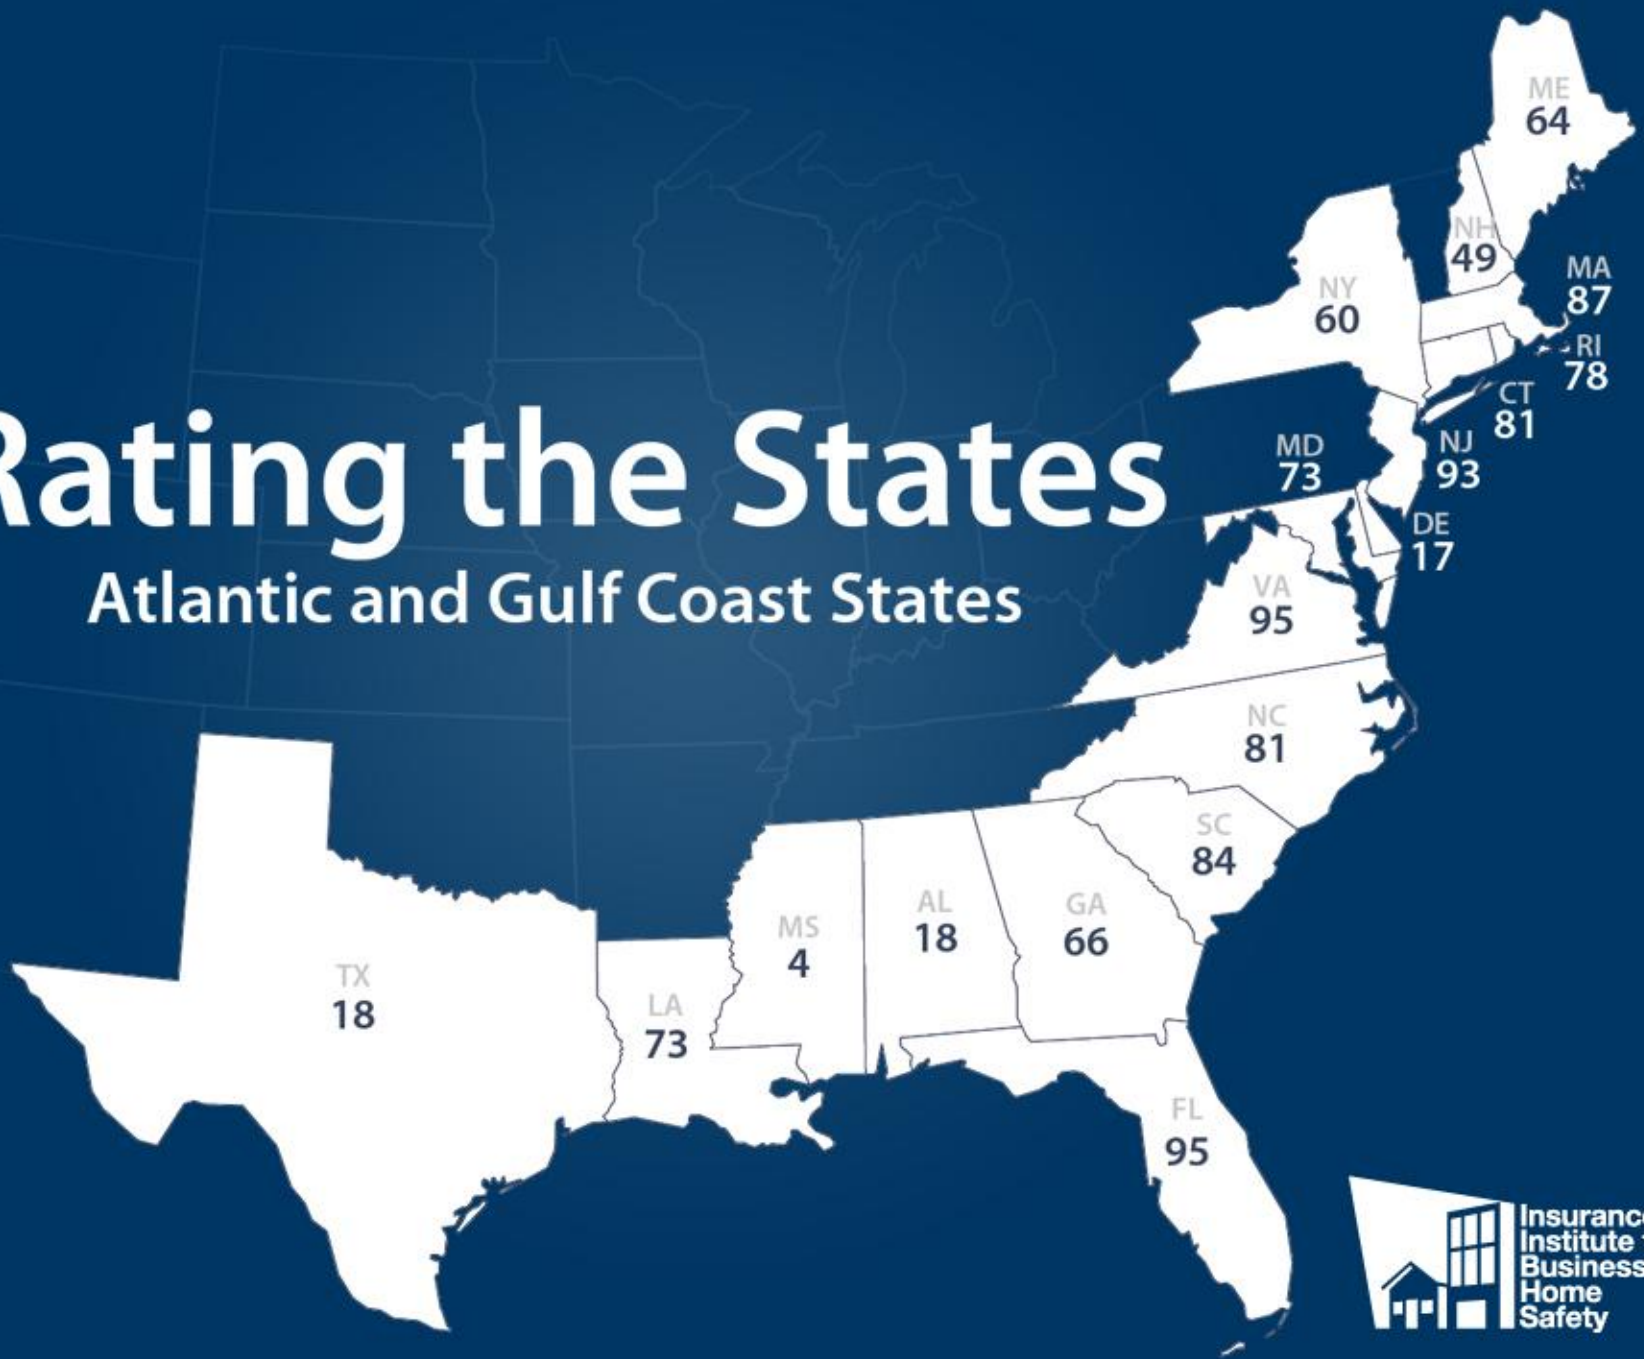 Rating the States
Atlantic and Gulf Coast States
ME
64
NH
49
MA
87
NY
60
RI
78
CT
81
NJ
93
MD
73
DE
17
VA
95
NC
81
SC
84
GA
66
AL
18
MS
4
LA
73
TX
18
FL
95
Insurance
Institute
Business
Home
Safety